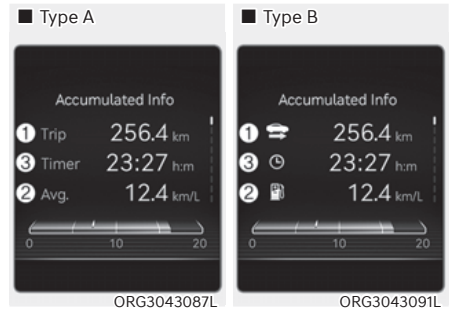 ■ Type A
Accumulated Info
1 Trip 256.4 km
3 Timer 23:27 h:m
2 Avg. 12.4 km/L
0 10 20
ORG3043087L
■ Type B
Accumulated Info
1 256.4 km
3 23:27 h:m
2 12.4 km/L
0 10 20
ORG3043091L